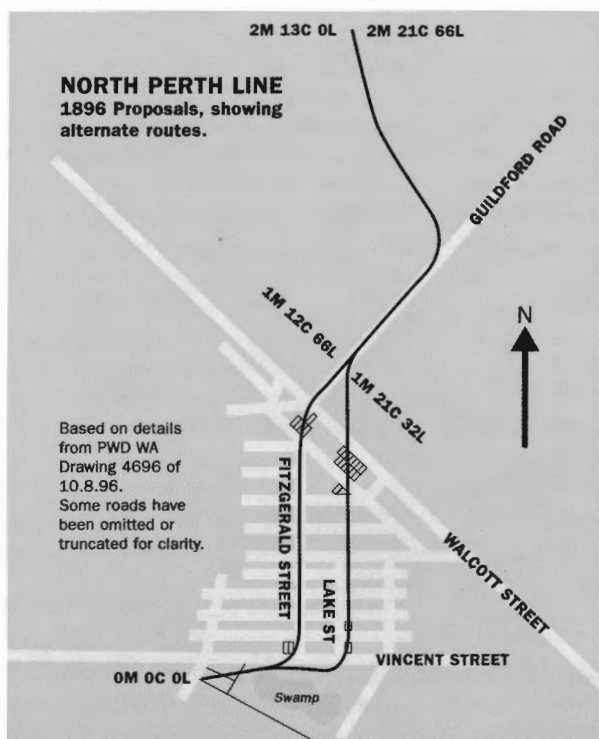 2M 13C 0L
2M 21C 66L
NORTH PERTH LINE
1896 Proposals, showing
alternate routes.
GUILDFORD ROAD
1M 12C 66L
N
1M 21C 32L
Based on details
from PWD WA
Drawing 4696 of
10.8.96.
Some roads have
been omitted or
truncated for clarity.
FITZGERALD STREET
LAKE ST
WALCOTT STREET
VINCENT STREET
0M 0C 0L
Swamp